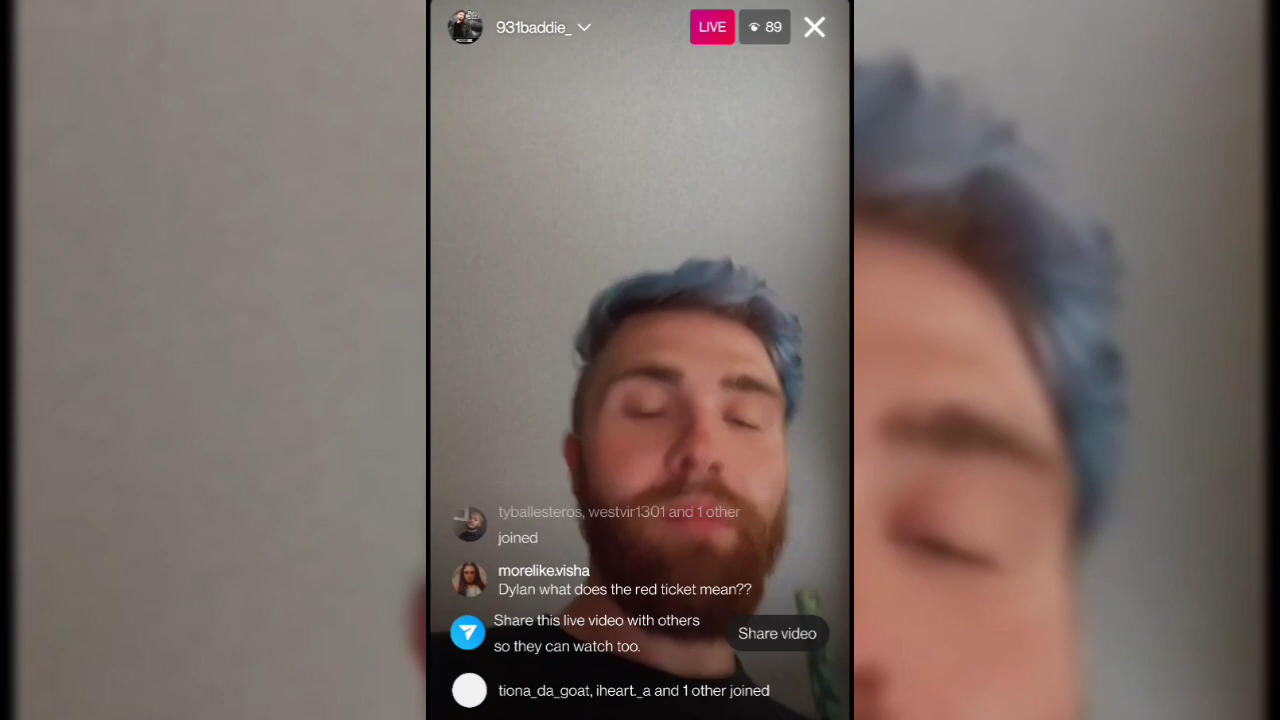 931baddie_
LIVE
89
tyballesteros, westvir1301 and 1 other
joined
morelike.visha
Dylan what does the red ticket mean??
Share this live video with others
so they can watch too.
Share video
tiona_da_goat, iheart._a and 1 other joined